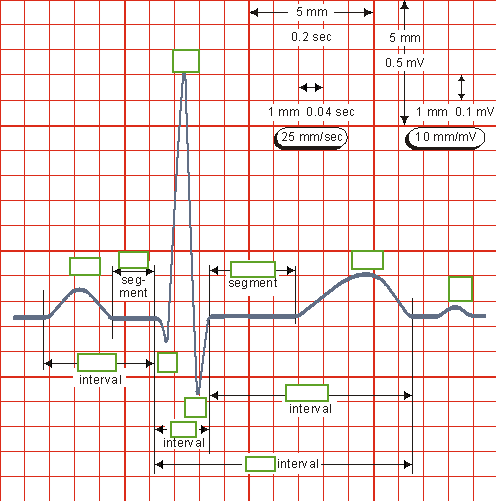 5 mm
0.2 sec
5 mm
0.5 mV
1 mm 0.04 sec
1 mm 0.1 mV
25 mm/sec
10 mm/mV
seg-
ment
segment
interval
interval
interval
interval